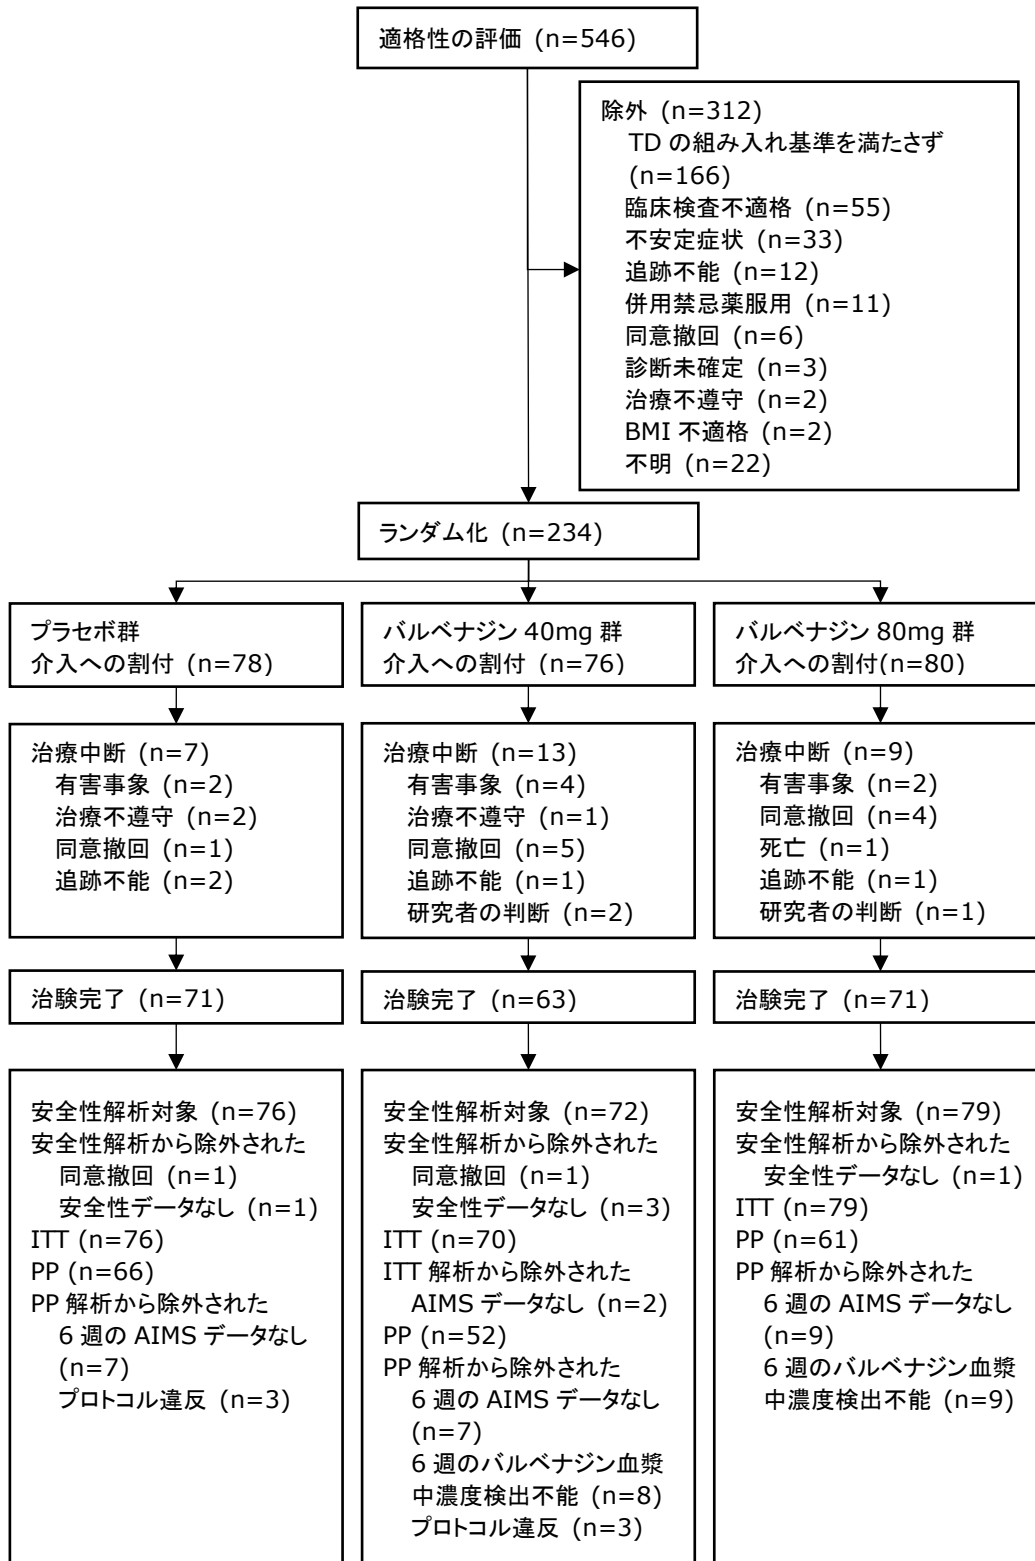 適格性の評価 (n=546)
除外 (n=312)
TD の組み入れ基準を満たさず
(n=166)
臨床検査不適格 (n=55)
不安定症状 (n=33)
追跡不能 (n=12)
併用禁忌薬服用 (n=11)
同意撤回 (n=6)
診断未確定 (n=3)
治療不遵守 (n=2)
BMI 不適格 (n=2)
不明 (n=22)
ランダム化 (n=234)
プラセボ群
介入への割付 (n=78)
バルベナジン 40mg 群
介入への割付 (n=76)
バルベナジン 80mg 群
介入への割付(n=80)
治療中断 (n=7)
有害事象 (n=2)
治療不遵守 (n=2)
同意撤回 (n=1)
追跡不能 (n=2)
治療中断 (n=13)
有害事象 (n=4)
治療不遵守 (n=1)
同意撤回 (n=5)
追跡不能 (n=1)
研究者の判断 (n=2)
治療中断 (n=9)
有害事象 (n=2)
同意撤回 (n=4)
死亡 (n=1)
追跡不能 (n=1)
研究者の判断 (n=1)
治験完了 (n=71)
治験完了 (n=63)
治験完了 (n=71)
安全性解析対象 (n=76)
安全性解析から除外された
同意撤回 (n=1)
安全性データなし (n=1)
ITT (n=76)
PP (n=66)
PP 解析から除外された
6 週の AIMS データなし
(n=7)
プロトコル違反 (n=3)
安全性解析対象 (n=72)
安全性解析から除外された
同意撤回 (n=1)
安全性データなし (n=3)
ITT (n=70)
ITT 解析から除外された
AIMS データなし (n=2)
PP (n=52)
PP 解析から除外された
6 週の AIMS データなし
(n=7)
6 週のバルベナジン血漿
中濃度検出不能 (n=8)
プロトコル違反 (n=3)
安全性解析対象 (n=79)
安全性解析から除外された
安全性データなし (n=1)
ITT (n=79)
PP (n=61)
PP 解析から除外された
6 週の AIMS データなし
(n=9)
6 週のバルベナジン血漿
中濃度検出不能 (n=9)